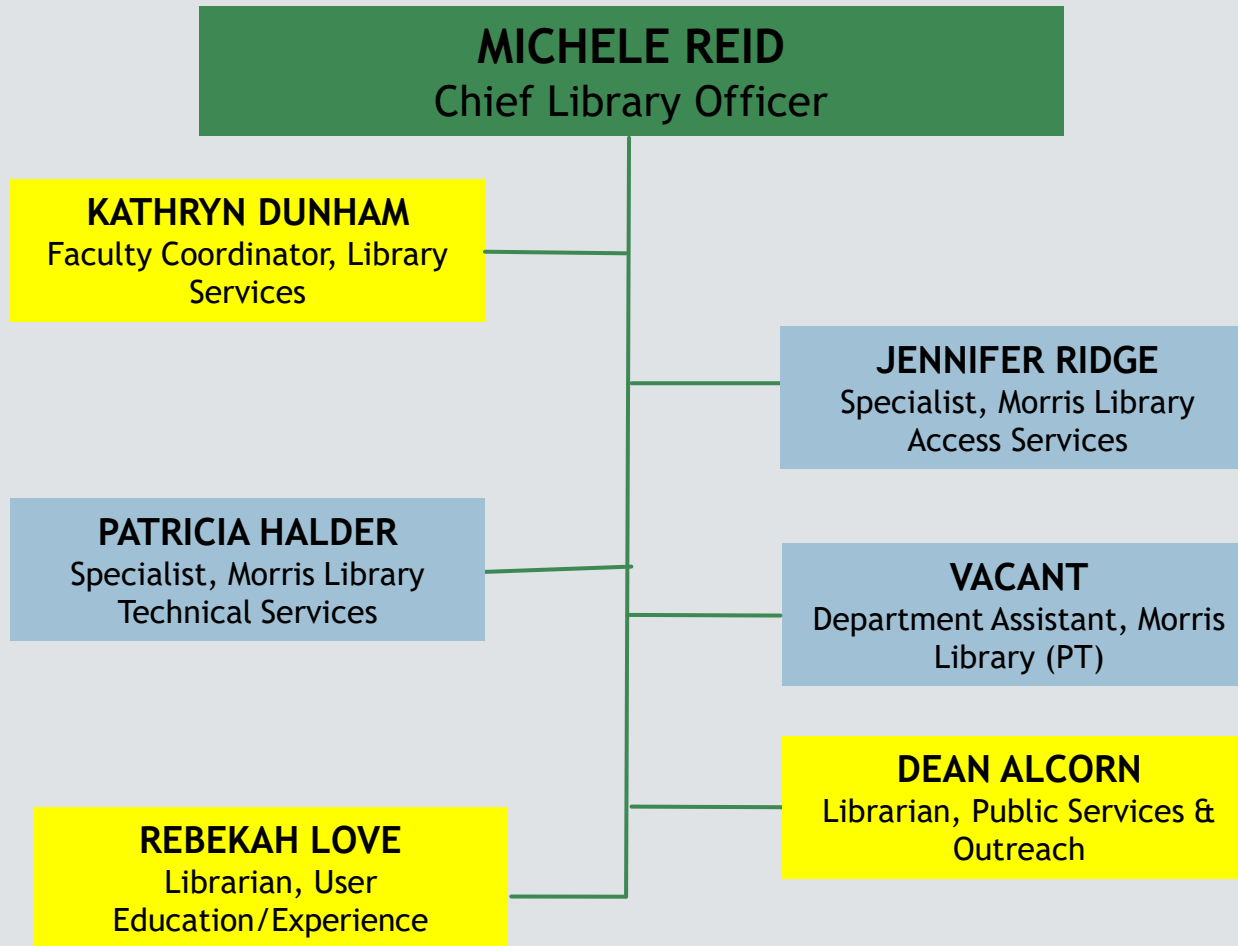 MICHELE REID
Chief Library Officer
KATHRYN DUNHAM
Faculty Coordinator, Library
Services
JENNIFER RIDGE
Specialist, Morris Library
Access Services
PATRICIA HALDER
Specialist, Morris Library
Technical Services
VACANT
Department Assistant, Morris
Library (PT)
DEAN ALCORN
Librarian, Public Services &
Outreach
REBEKAH LOVE
Librarian, User
Education/Experience